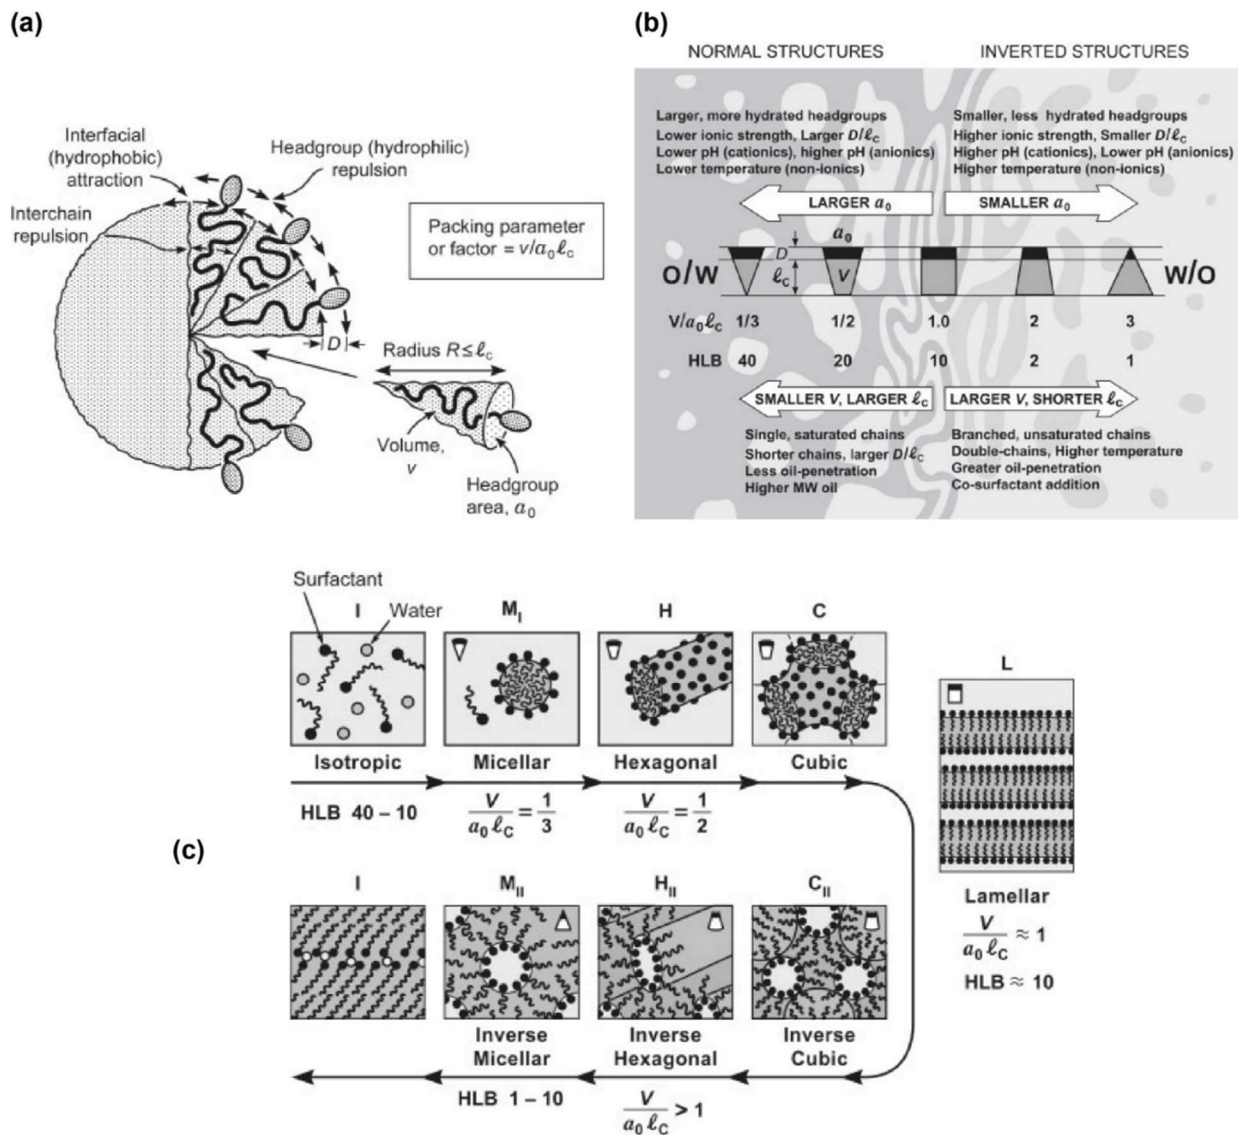 (a)
Interfacial
(hydrophobic)
attraction
Headgroup (hydrophilic)
repulsion
Interchain
repulsion
Packing parameter
or factor = v/a₀ℓc
D
Radius R ≤ ℓc
Volume,
v
Headgroup
area, a₀
(b)
NORMAL STRUCTURES
INVERTED STRUCTURES
Larger, more hydrated headgroups
Lower ionic strength, Larger D/ℓc
Lower pH (cationics), higher pH (anionics)
Lower temperature (non-ionics)
Smaller, less hydrated headgroups
Higher ionic strength, Smaller D/ℓc
Higher pH (cationics), Lower pH (anionics)
Higher temperature (non-ionics)
LARGER a₀
SMALLER a₀
a₀
D
O/W
ℓc
V
W/O
V/a₀ℓc 1/3 1/2 1.0 2 3
HLB 40 20 10 2 1
SMALLER V, LARGER ℓc
LARGER V, SHORTER ℓc
Single, saturated chains
Shorter chains, larger D/ℓc
Less oil-penetration
Higher MW oil
Branched, unsaturated chains
Double-chains, Higher temperature
Greater oil-penetration
Co-surfactant addition
(c)
Surfactant
Water
I
M_I
H
C
L
Isotropic
Micellar
Hexagonal
Cubic
HLB 40 – 10
V/a₀ℓc = 1/3
V/a₀ℓc = 1/2
Lamellar
V/a₀ℓc ≈ 1
HLB ≈ 10
I
M_II
H_II
C_II
Inverse
Micellar
Inverse
Hexagonal
Inverse
Cubic
HLB 1 – 10
V/a₀ℓc > 1